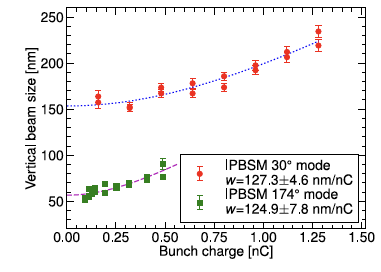 Vertical beam size [nm]
250
200
150
100
50
IPBSM 30° mode
w=127.3±4.6 nm/nC
IPBSM 174° mode
w=124.9±7.8 nm/nC
0.00 0.25 0.50 0.75 1.00 1.25 1.50
Bunch charge [nC]